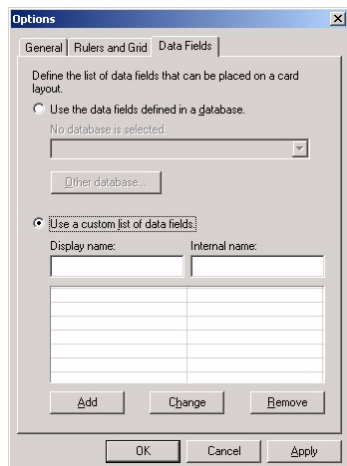 Options
General Rulers and Grid Data Fields
Define the list of data fields that can be placed on a card
layout.
Use the data fields defined in a database.
No database is selected.
Other database...
Use a custom list of data fields.
Display name: Internal name:
Add Change Remove
OK Cancel Apply